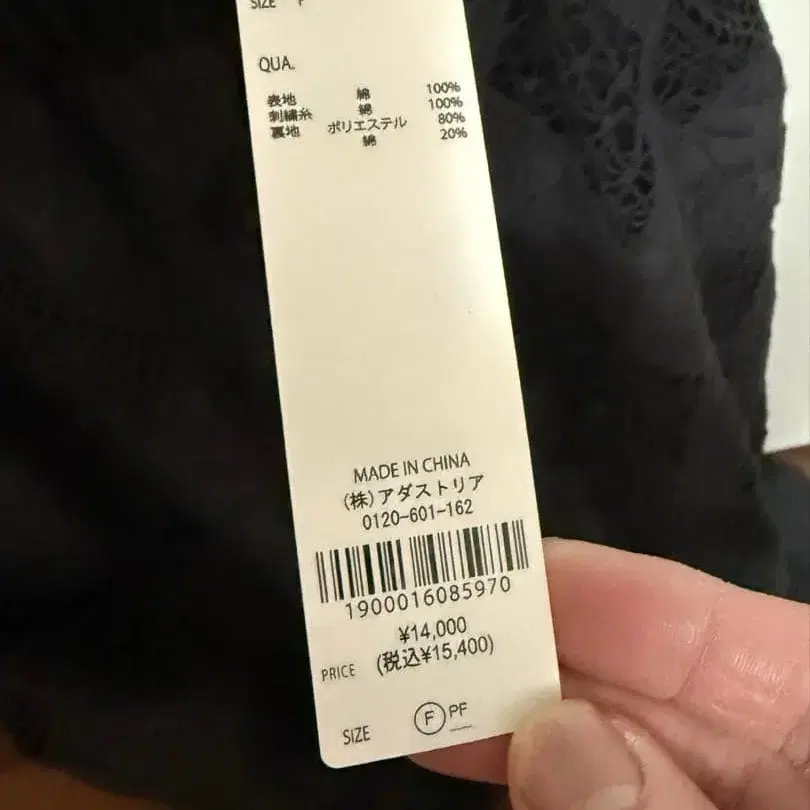 SIZE F
QUA.
表地 綿 100%
刺繍糸 綿 100%
裏地 ポリエステル 80%
綿 20%
MADE IN CHINA
(株)アダストリア
0120-601-162
1900016085970
¥14,000
PRICE (税込¥15,400)
SIZE F PF